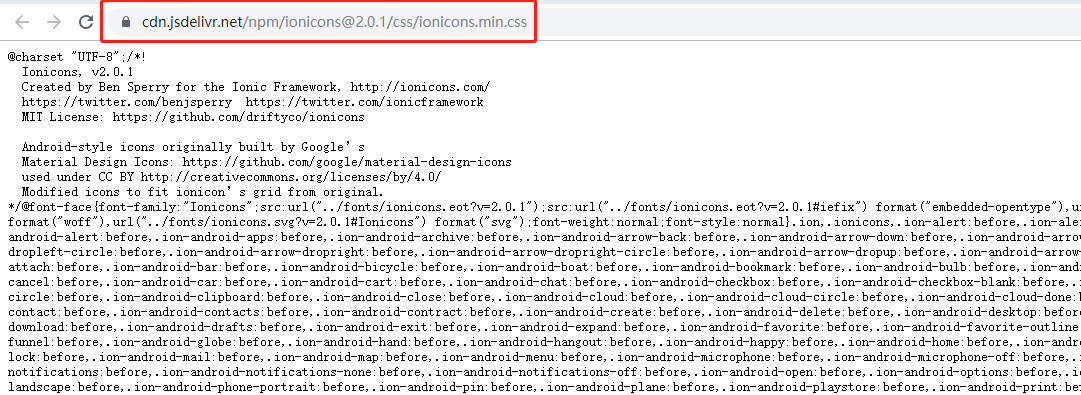 cdn.jsdelivr.net/npm/ionicons@2.0.1/css/ionicons.min.css
@charset "UTF-8";/*!
Ionicons, v2.0.1
Created by Ben Sperry for the Ionic Framework, http://ionicons.com/
https://twitter.com/benjsperry  https://twitter.com/ionicframework
MIT License: https://github.com/driftyco/ionicons
Android-style icons originally built by Google’s
Material Design Icons: https://github.com/google/material-design-icons
used under CC BY http://creativecommons.org/licenses/by/4.0/
Modified icons to fit ionicon’s grid from original.
*/@font-face{font-family:"Ionicons";src:url("../fonts/ionicons.eot?v=2.0.1");src:url("../fonts/ionicons.eot?v=2.0.1#iefix") format("embedded-opentype"),u
format("woff"),url("../fonts/ionicons.svg?v=2.0.1#Ionicons") format("svg");font-weight:normal;font-style:normal}.ion,.ionicons,.ion-alert:before,.ion-ale
android-alert:before,.ion-android-apps:before,.ion-android-archive:before,.ion-android-arrow-back:before,.ion-android-arrow-down:before,.ion-android-arro
dropleft-circle:before,.ion-android-arrow-dropright:before,.ion-android-arrow-dropright-circle:before,.ion-android-arrow-dropup:before,.ion-android-arrow-
attach:before,.ion-android-bar:before,.ion-android-bicycle:before,.ion-android-boat:before,.ion-android-bookmark:before,.ion-android-bulb:before,.ion-and
cancel:before,.ion-android-car:before,.ion-android-cart:before,.ion-android-chat:before,.ion-android-checkbox:before,.ion-android-checkbox-blank:before,.i
circle:before,.ion-android-clipboard:before,.ion-android-close:before,.ion-android-cloud:before,.ion-android-cloud-circle:before,.ion-android-cloud-done:b
contact:before,.ion-android-contacts:before,.ion-android-contract:before,.ion-android-create:before,.ion-android-delete:before,.ion-android-desktop:before
download:before,.ion-android-drafts:before,.ion-android-exit:before,.ion-android-expand:before,.ion-android-favorite:before,.ion-android-favorite-outline
funnel:before,.ion-android-globe:before,.ion-android-hand:before,.ion-android-hangout:before,.ion-android-happy:before,.ion-android-home:before,.ion-
lock:before,.ion-android-mail:before,.ion-android-map:before,.ion-android-menu:before,.ion-android-microphone:before,.ion-android-microphone-off:before,.
notifications:before,.ion-android-notifications-none:before,.ion-android-notifications-off:before,.ion-android-open:before,.ion-android-options:before,.io
landscape:before,.ion-android-phone-portrait:before,.ion-android-pin:before,.ion-android-plane:before,.ion-android-playstore:before,.ion-android-print:bef